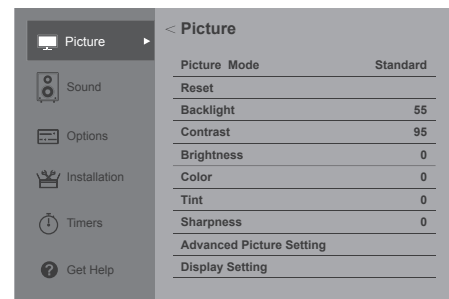 Picture
Sound
Options
Installation
Timers
Get Help
< Picture
Picture Mode Standard
Reset
Backlight 55
Contrast 95
Brightness 0
Color 0
Tint 0
Sharpness 0
Advanced Picture Setting
Display Setting